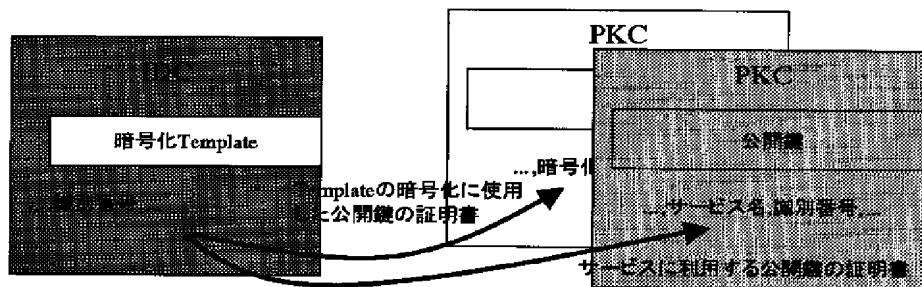 PKC
IDC
PKC
暗号化Template
公開鍵
...,暗号化
Templateの暗号化に使用
した公開鍵の証明書
...,サービス名,識別番号,...
サービスに利用する公開鍵の証明書